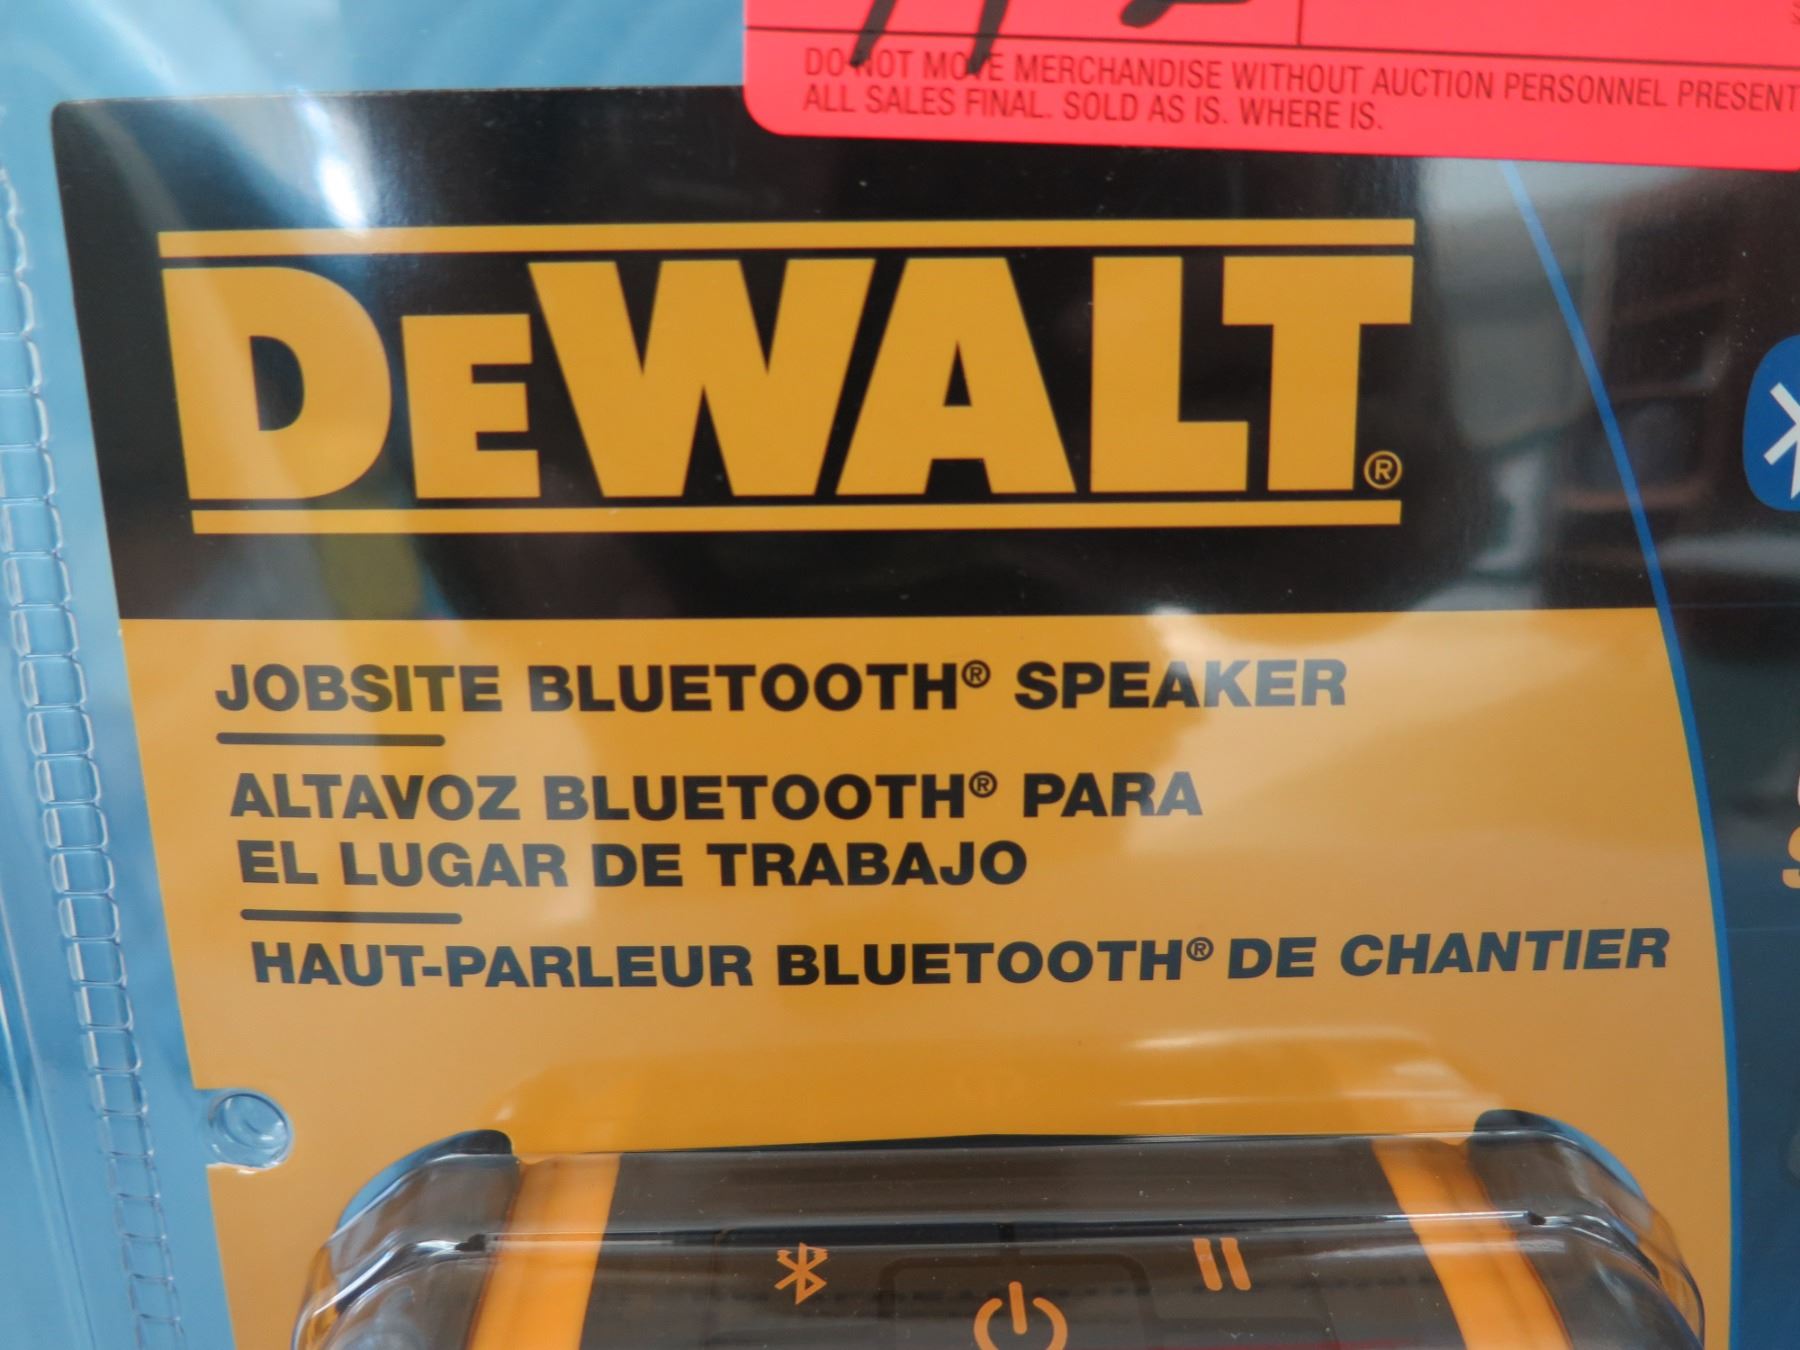 DO NOT MOVE MERCHANDISE WITHOUT AUCTION PERSONNEL PRESENT
ALL SALES FINAL. SOLD AS IS. WHERE IS.
DEWALT®
JOBSITE BLUETOOTH® SPEAKER
ALTAVOZ BLUETOOTH® PARA
EL LUGAR DE TRABAJO
HAUT-PARLEUR BLUETOOTH® DE CHANTIER